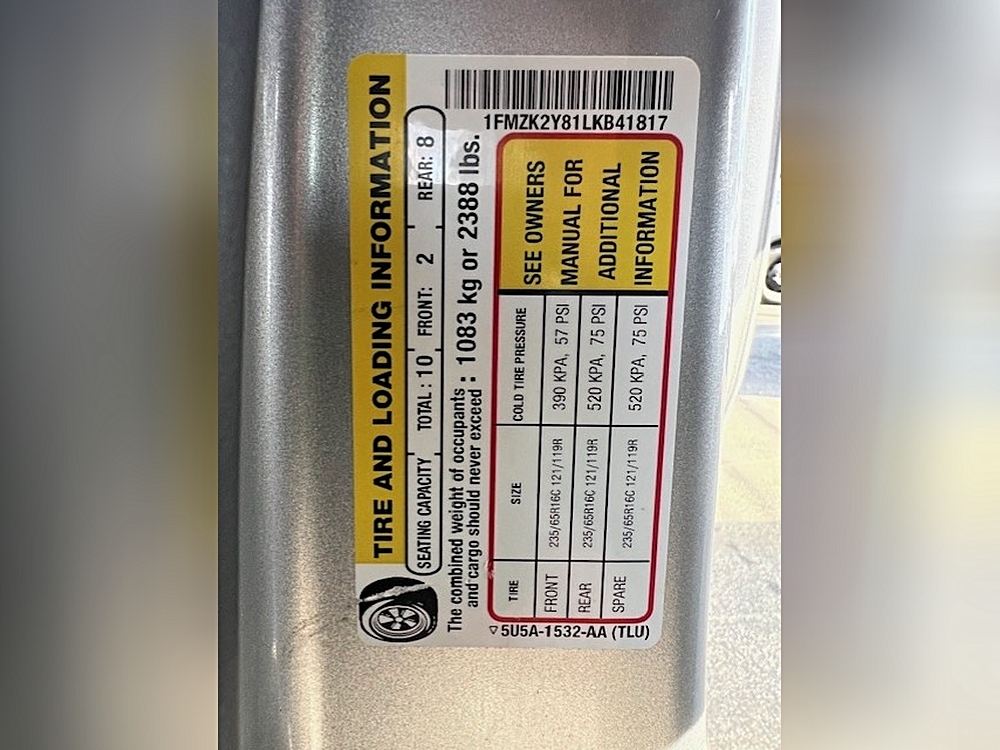 TIRE AND LOADING INFORMATION
SEATING CAPACITY TOTAL : 10 FRONT: 2 REAR: 8
The combined weight of occupants
and cargo should never exceed : 1083 kg or 2388 lbs.
1FMZK2Y81LKB41817
TIRE SIZE COLD TIRE PRESSURE
FRONT 235/65R16C 121/119R 390 KPA, 57 PSI
REAR 235/65R16C 121/119R 520 KPA, 75 PSI
SPARE 235/65R16C 121/119R 520 KPA, 75 PSI
SEE OWNERS
MANUAL FOR
ADDITIONAL
INFORMATION
5U5A-1532-AA (TLU)